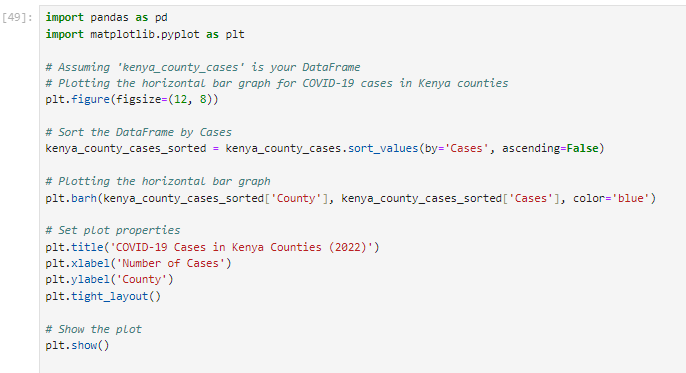 [49]:
import pandas as pd
import matplotlib.pyplot as plt
# Assuming 'kenya_county_cases' is your DataFrame
# Plotting the horizontal bar graph for COVID-19 cases in Kenya counties
plt.figure(figsize=(12, 8))
# Sort the DataFrame by Cases
kenya_county_cases_sorted = kenya_county_cases.sort_values(by='Cases', ascending=False)
# Plotting the horizontal bar graph
plt.barh(kenya_county_cases_sorted['County'], kenya_county_cases_sorted['Cases'], color='blue')
# Set plot properties
plt.title('COVID-19 Cases in Kenya Counties (2022)')
plt.xlabel('Number of Cases')
plt.ylabel('County')
plt.tight_layout()
# Show the plot
plt.show()